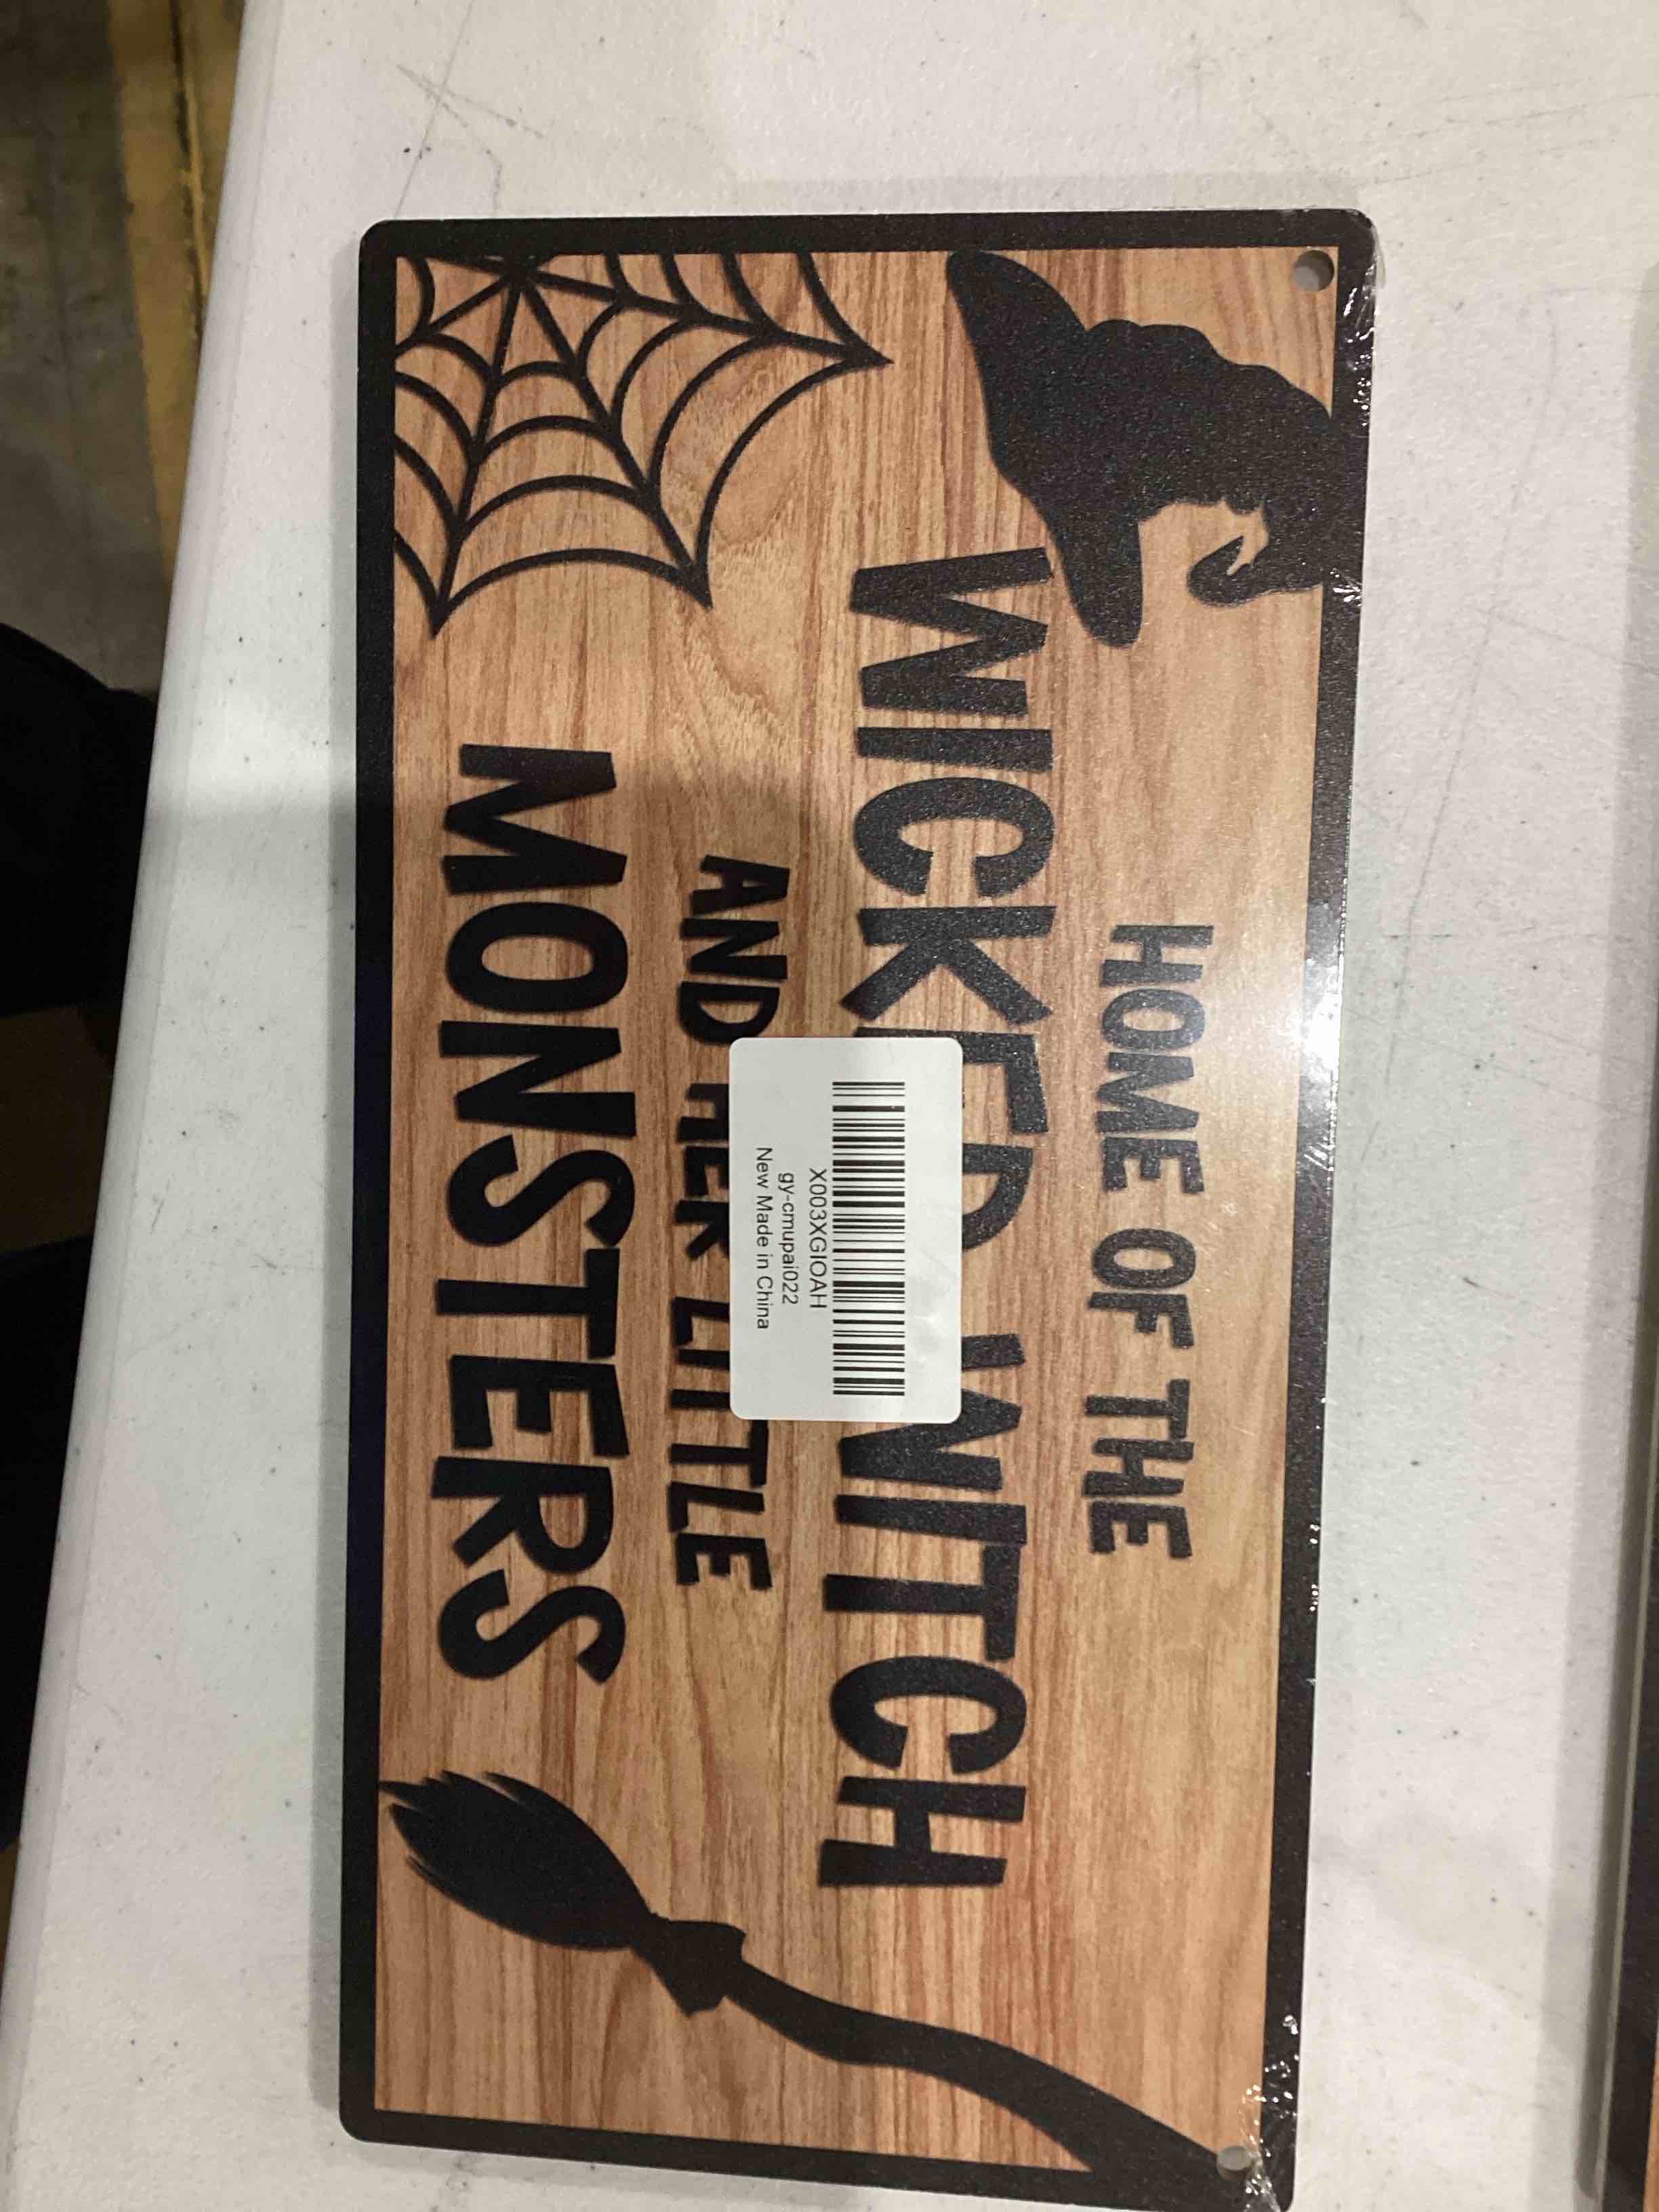 HOME OF THE
WICKED WITCH
AND HER LITTLE
MONSTERS
X003XGIOAH
gy-cmupai022
New Made in China